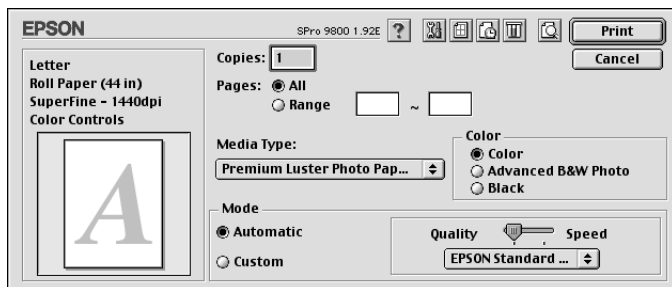 EPSON
SPro 9800 1.92E
?
Print
Cancel
Letter
Roll Paper (44 in)
SuperFine - 1440dpi
Color Controls
A
Copies: 1
Pages: All
Range ~
Media Type:
Premium Luster Photo Pap...
Color
Color
Advanced B&W Photo
Black
Mode
Automatic
Custom
Quality Speed
EPSON Standard ...